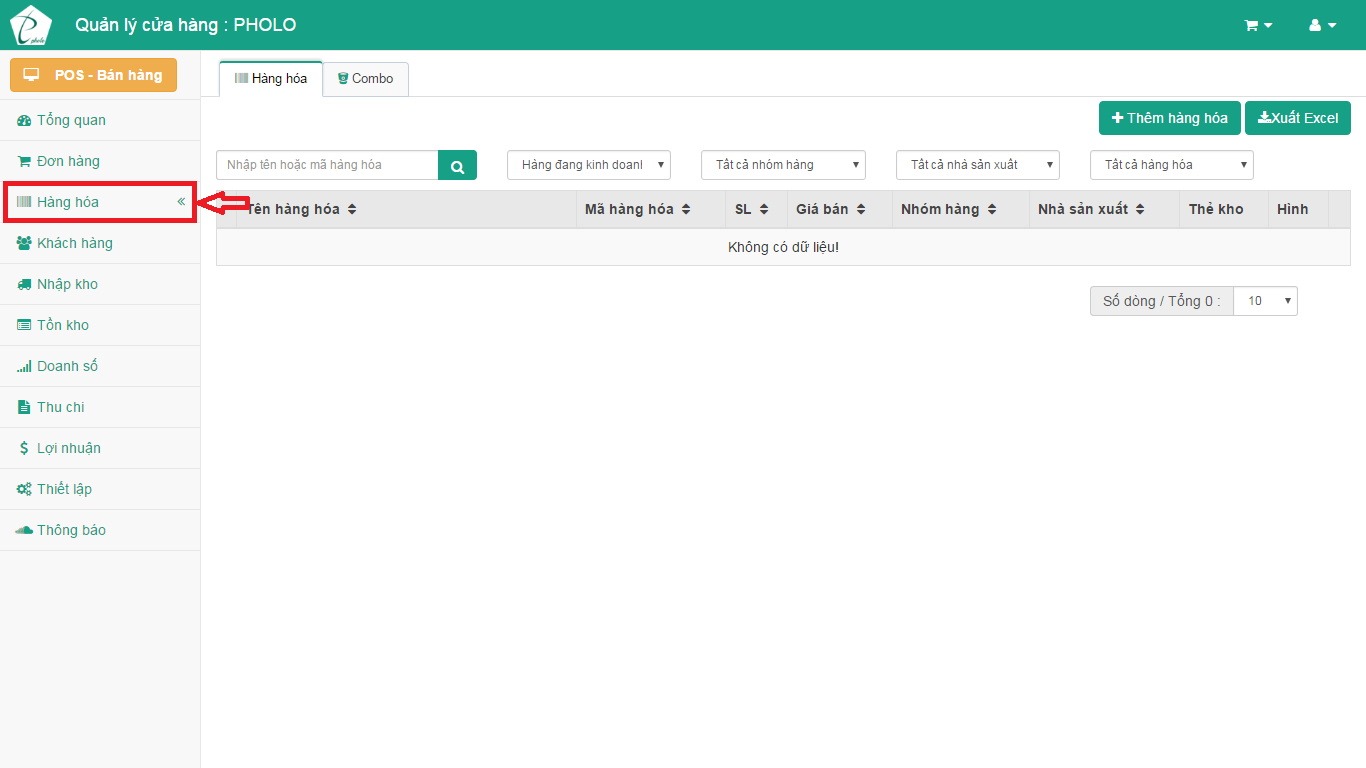 pholo
Quản lý cửa hàng : PHOLO
POS - Bán hàng
Tổng quan
Đơn hàng
Hàng hóa
Khách hàng
Nhập kho
Tồn kho
Doanh số
Thu chi
Lợi nhuận
Thiết lập
Thông báo
Hàng hóa Combo
Thêm hàng hóa Xuất Excel
Nhập tên hoặc mã hàng hóa Hàng đang kinh doanh Tất cả nhóm hàng Tất cả nhà sản xuất Tất cả hàng hóa
Tên hàng hóa Mã hàng hóa SL Giá bán Nhóm hàng Nhà sản xuất Thẻ kho Hình
Không có dữ liệu!
Số dòng / Tổng 0 : 10